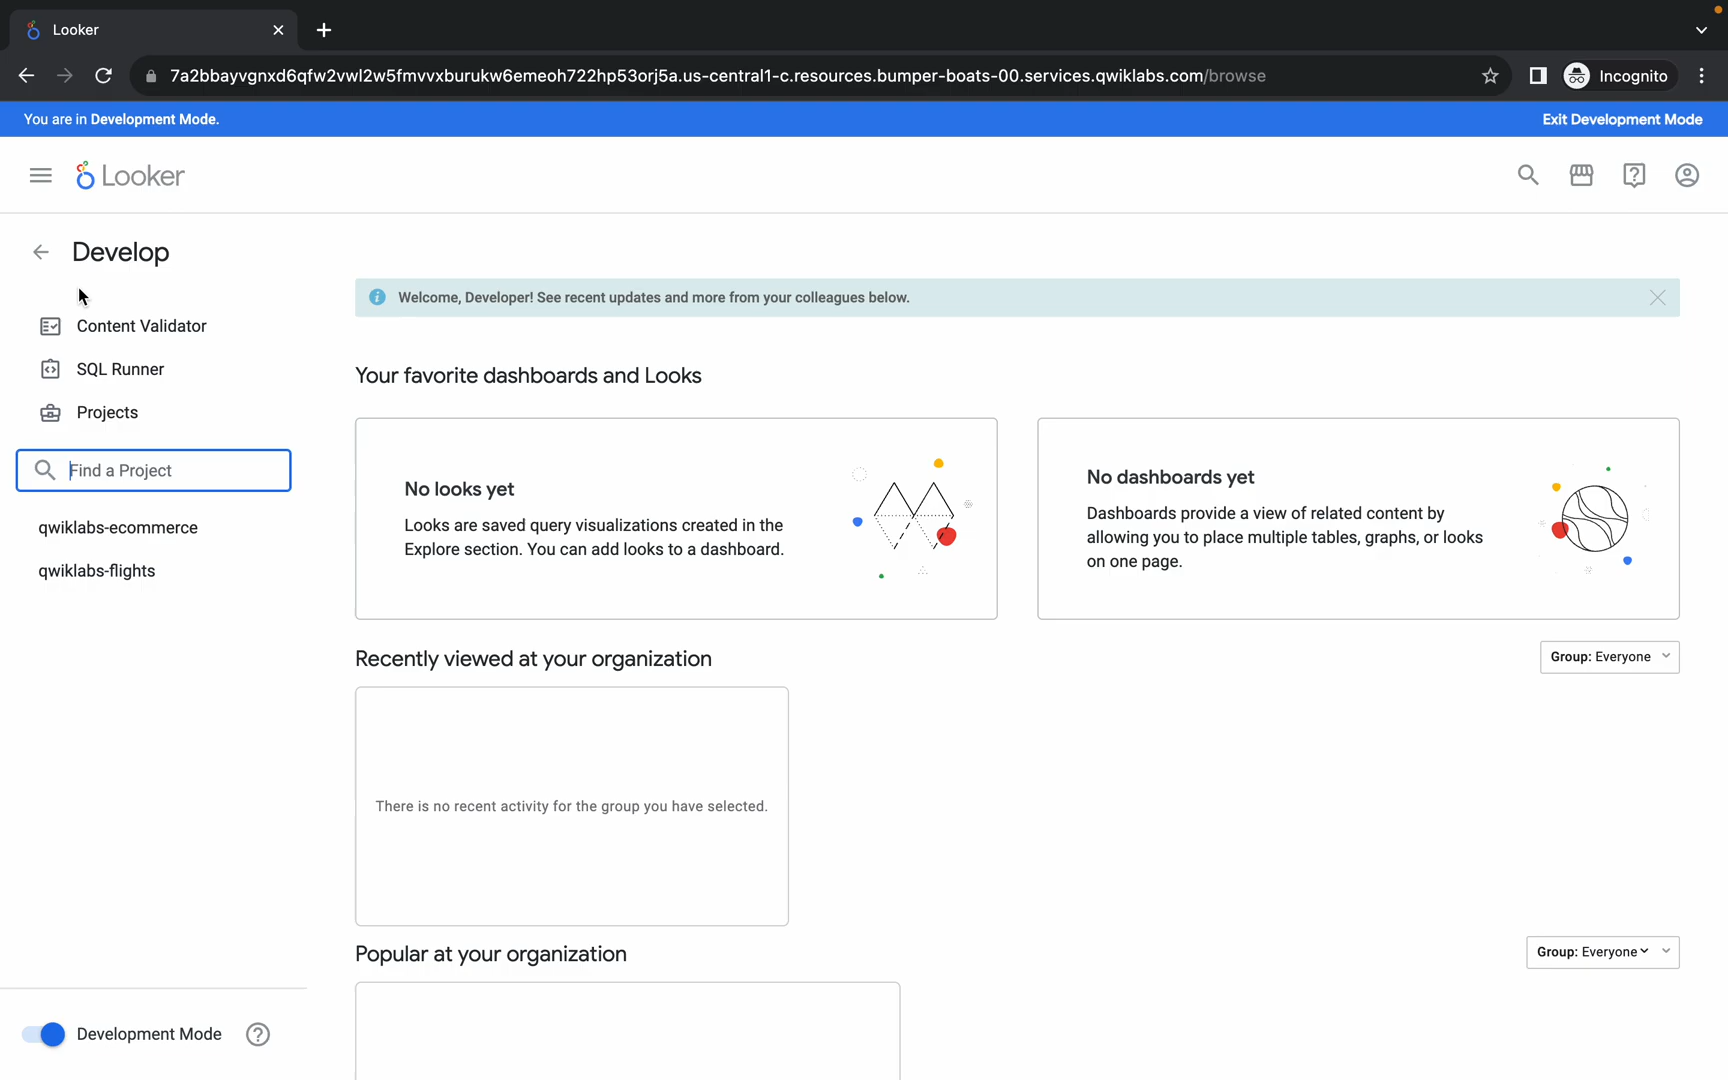 Looker
7a2bbayvgnxd6qfw2vwl2w5fmvvxburukw6emeoh722hp53orj5a.us-central1-c.resources.bumper-boats-00.services.qwiklabs.com/browse
Incognito
You are in Development Mode.
Exit Development Mode
Looker
Develop
Content Validator
SQL Runner
Projects
Find a Project
qwiklabs-ecommerce
qwiklabs-flights
Welcome, Developer! See recent updates and more from your colleagues below.
Your favorite dashboards and Looks
No looks yet
Looks are saved query visualizations created in the
Explore section. You can add looks to a dashboard.
No dashboards yet
Dashboards provide a view of related content by
allowing you to place multiple tables, graphs, or looks
on one page.
Recently viewed at your organization
Group: Everyone
There is no recent activity for the group you have selected.
Popular at your organization
Group: Everyone
Development Mode